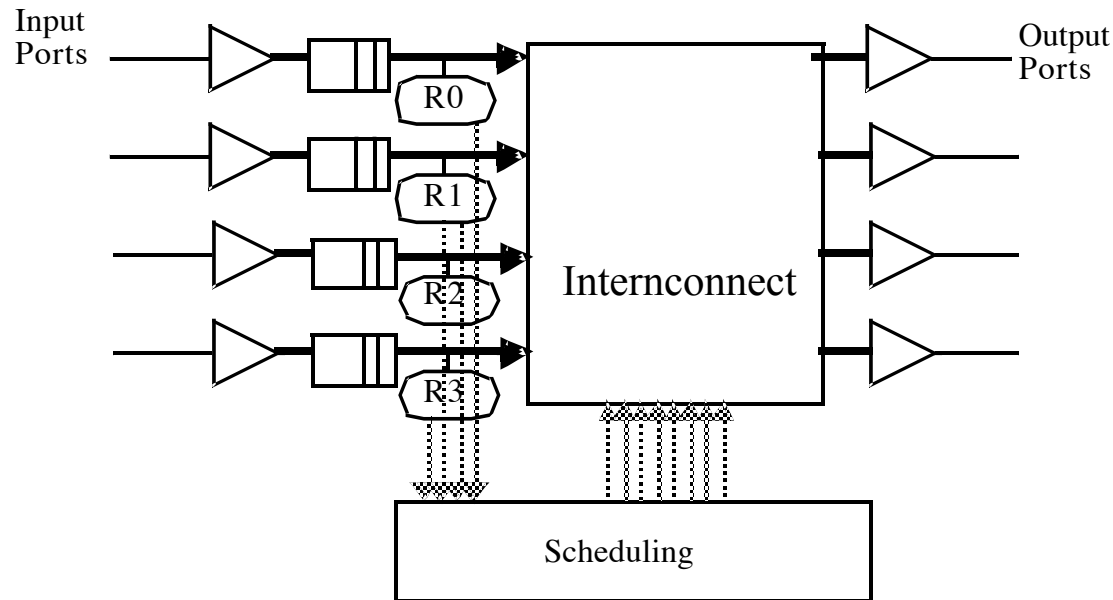 Input
Ports
Output
Ports
R0
R1
R2
R3
Internconnect
Scheduling